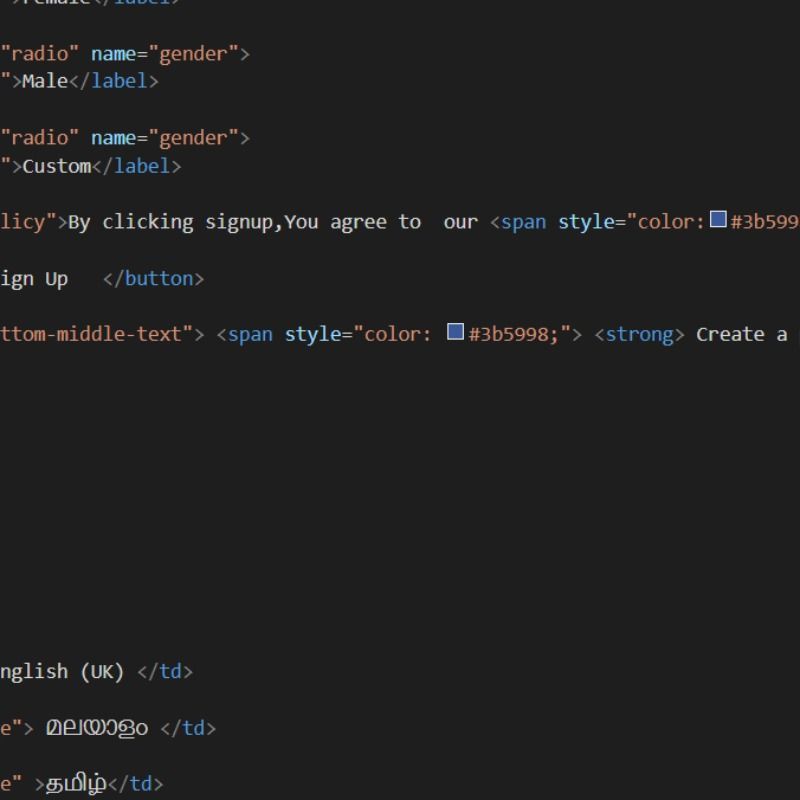 ">Female</label>
"radio" name="gender">
">Male</label>
"radio" name="gender">
">Custom</label>
licy">By clicking signup,You agree to  our <span style="color:#3b599
ign Up   </button>
ttom-middle-text"> <span style="color: #3b5998;"> <strong> Create a
nglish (UK) </td>
e"> മലയാളം </td>
e" >தமிழ்</td>